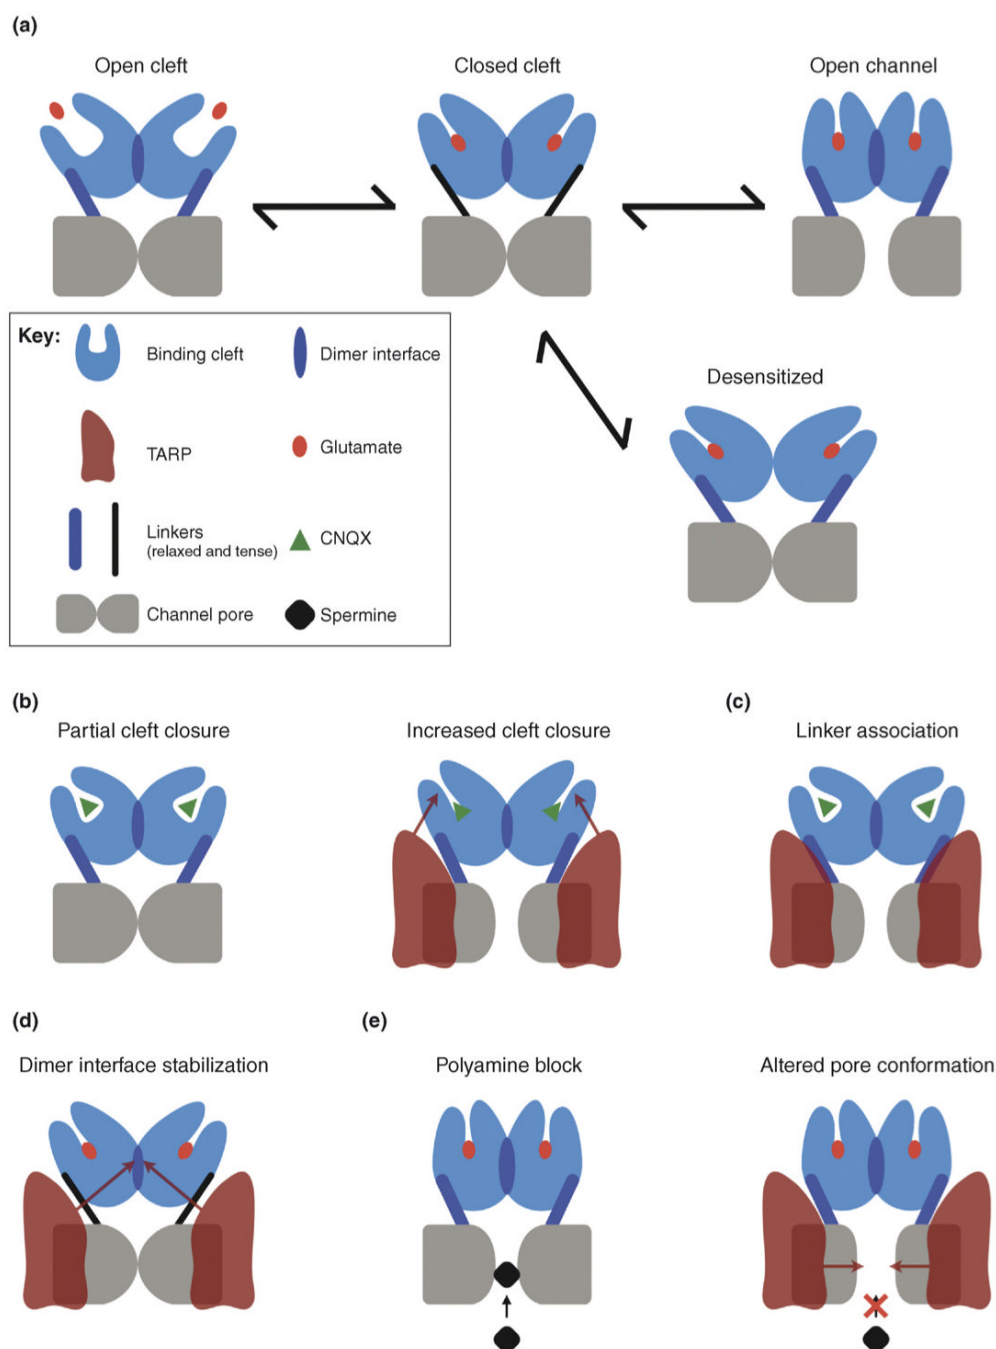 (a)
Open cleft
Closed cleft
Open channel
Key:
Binding cleft
Dimer interface
TARP
Glutamate
Linkers
(relaxed and tense)
CNQX
Channel pore
Spermine
Desensitized
(b)
Partial cleft closure
Increased cleft closure
(c)
Linker association
(d)
Dimer interface stabilization
(e)
Polyamine block
Altered pore conformation